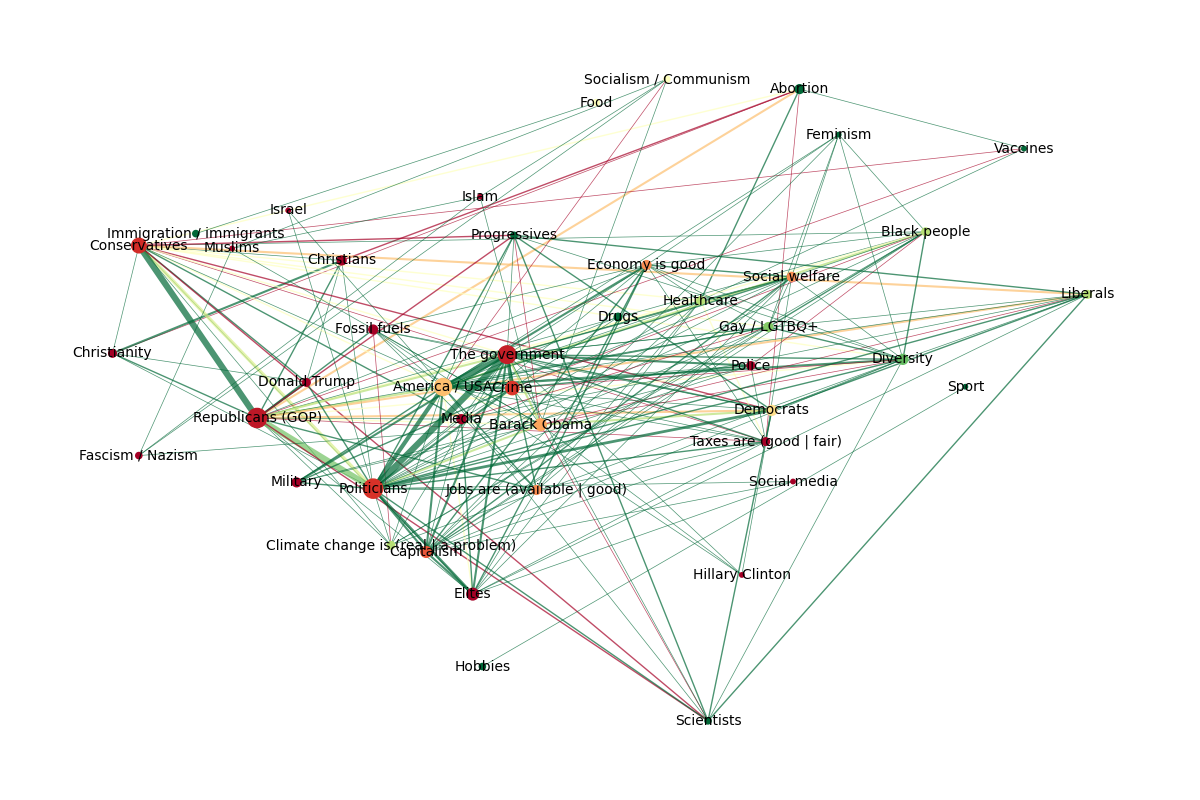 Socialism / Communism
Abortion
Food
Feminism
Vaccines
Islam
Israel
Immigration / immigrants
Progressives
Black people
Conservatives
Muslims
Christians
Economy is good
Social welfare
Liberals
Healthcare
Drugs
Gay / LGTBQ+
Fossil fuels
Christianity
The government
Diversity
Police
Donald Trump
America / USA
Crime
Sport
Democrats
Republicans (GOP)
Media
Barack Obama
Taxes are (good | fair)
Fascism / Nazism
Military
Social media
Politicians
Jobs are (available | good)
Climate change is (real | a problem)
Capitalism
Hillary Clinton
Elites
Hobbies
Scientists